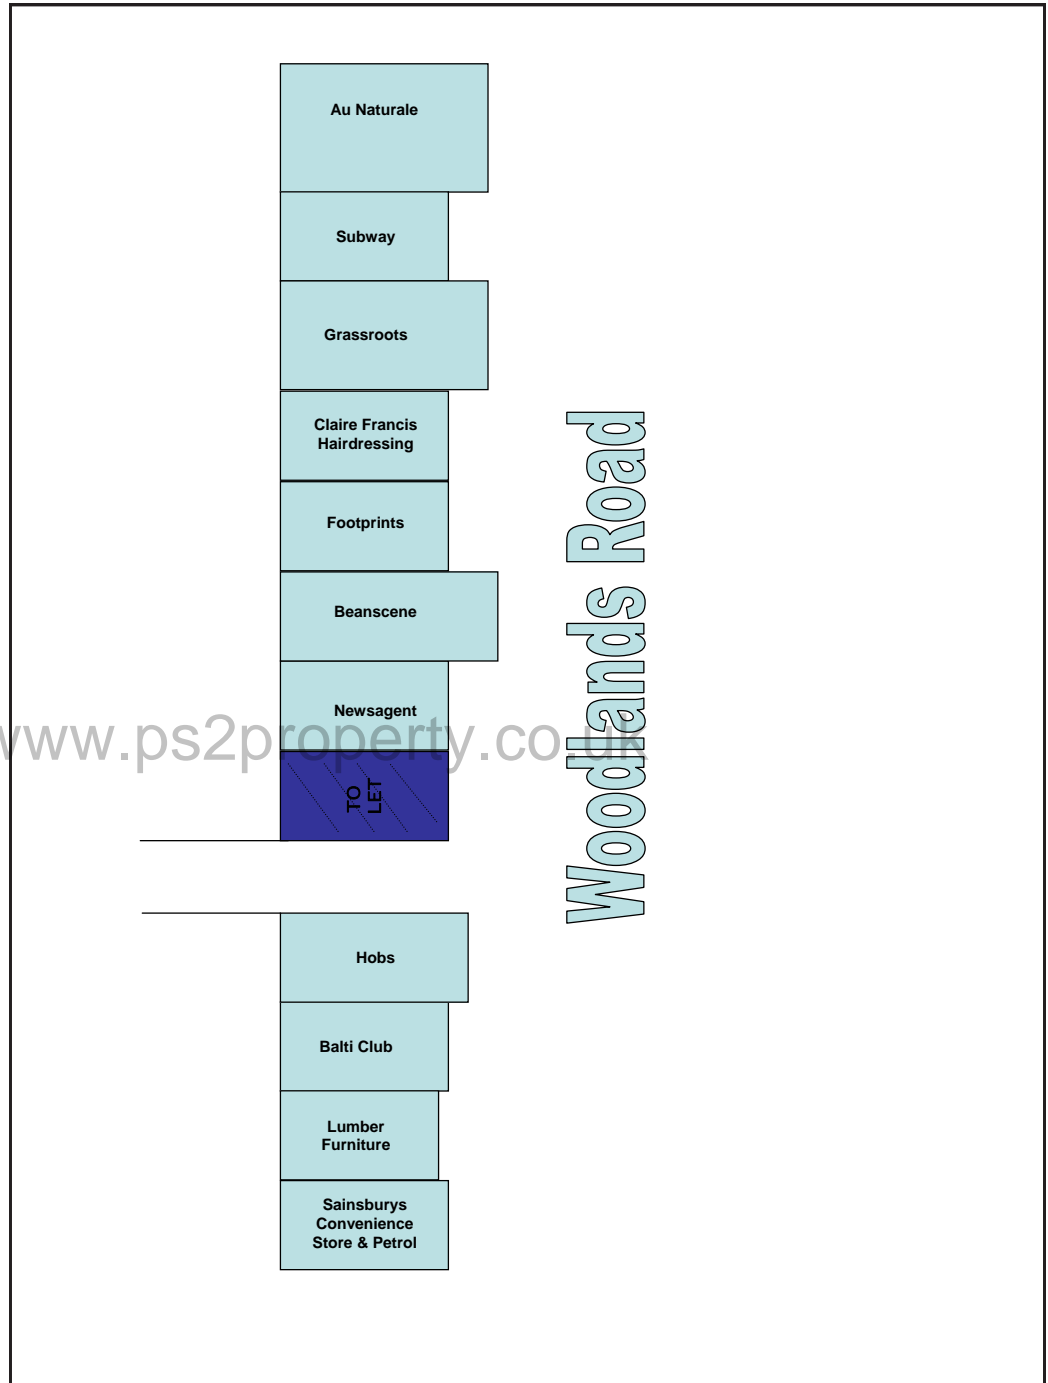 Au Naturale
Subway
Grassroots
Claire Francis
Hairdressing
Footprints
Beanscene
Newsagent
www.ps2property.co.uk
TO
LET
Woodlands Road
Hobs
Balti Club
Lumber
Furniture
Sainsburys
Convenience
Store & Petrol